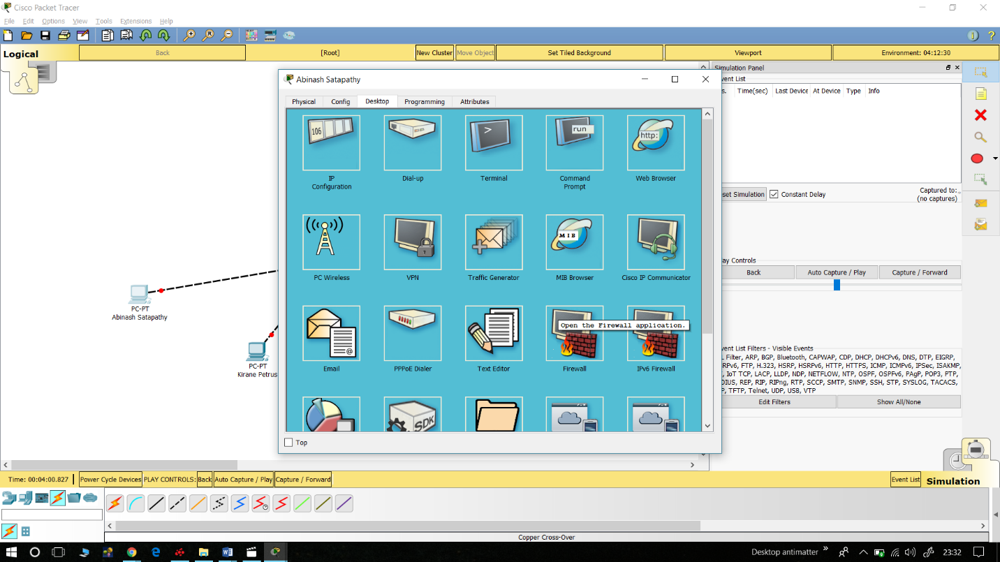 Cisco Packet Tracer
File Edit Options View Tools Extensions Help
Logical
Back
[Root]
New Cluster
Move Object
Set Tiled Background
Viewport
Environment: 04:12:30
Abinash Satapathy
Physical Config Desktop Programming Attributes
106
>
run
http:
IP
Configuration
Dial-up
Terminal
Command
Prompt
Web Browser
MIB
PC Wireless
VPN
Traffic Generator
MIB Browser
Cisco IP Communicator
@
Open the Firewall application.
Email
PPPoE Dialer
Text Editor
Firewall
IPv6 Firewall
SDK
Top
PC-PT
Abinash Satapathy
PC-PT
Kirane Petrus
Simulation Panel
Event List
Time(sec) Last Device At Device Type Info
Simulation
Constant Delay
Captured to:
(no captures)
Controls
Back
Auto Capture / Play
Capture / Forward
Event List Filters - Visible Events
Filter, ARP, BGP, Bluetooth, CAPWAP, CDP, DHCP, DHCPv6, DNS, DTP, EIGRP,
FTP, H.323, HSRP, HSRPv6, HTTP, HTTPS, ICMP, ICMPv6, IPSec, ISAKMP,
IoT TCP, LACP, LLDP, NDP, NETFLOW, NTP, OSPF, OSPFv6, PAgP, POP3, PTP,
REP, RIP, RIPng, RTP, SCCP, SMTP, SNMP, SSH, STP, SYSLOG, TACACS,
TFTP, Telnet, UDP, USB, VTP
Edit Filters
Show All/None
Time: 00:04:00.827
Power Cycle Devices
PLAY CONTROLS:
Back
Auto Capture / Play
Capture / Forward
Event List
Simulation
Copper Cross-Over
Desktop antimatter
23:32